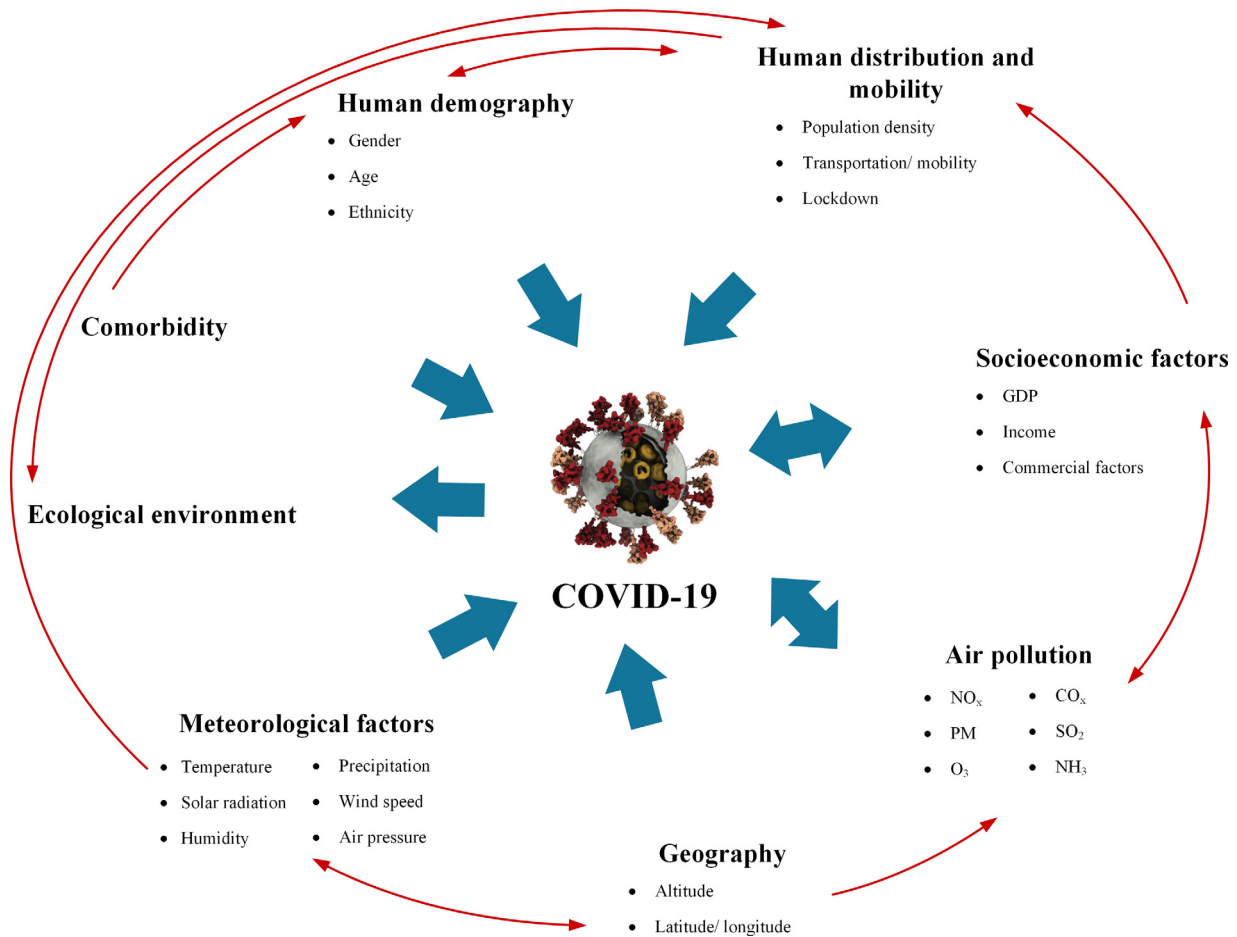 Human distribution and
mobility
• Population density
• Transportation/ mobility
• Lockdown
Human demography
• Gender
• Age
• Ethnicity
Comorbidity
Socioeconomic factors
• GDP
• Income
• Commercial factors
Ecological environment
COVID-19
Air pollution
• NOₓ • COₓ
• PM • SO₂
• O₃ • NH₃
Meteorological factors
• Temperature • Precipitation
• Solar radiation • Wind speed
• Humidity • Air pressure
Geography
• Altitude
• Latitude/ longitude